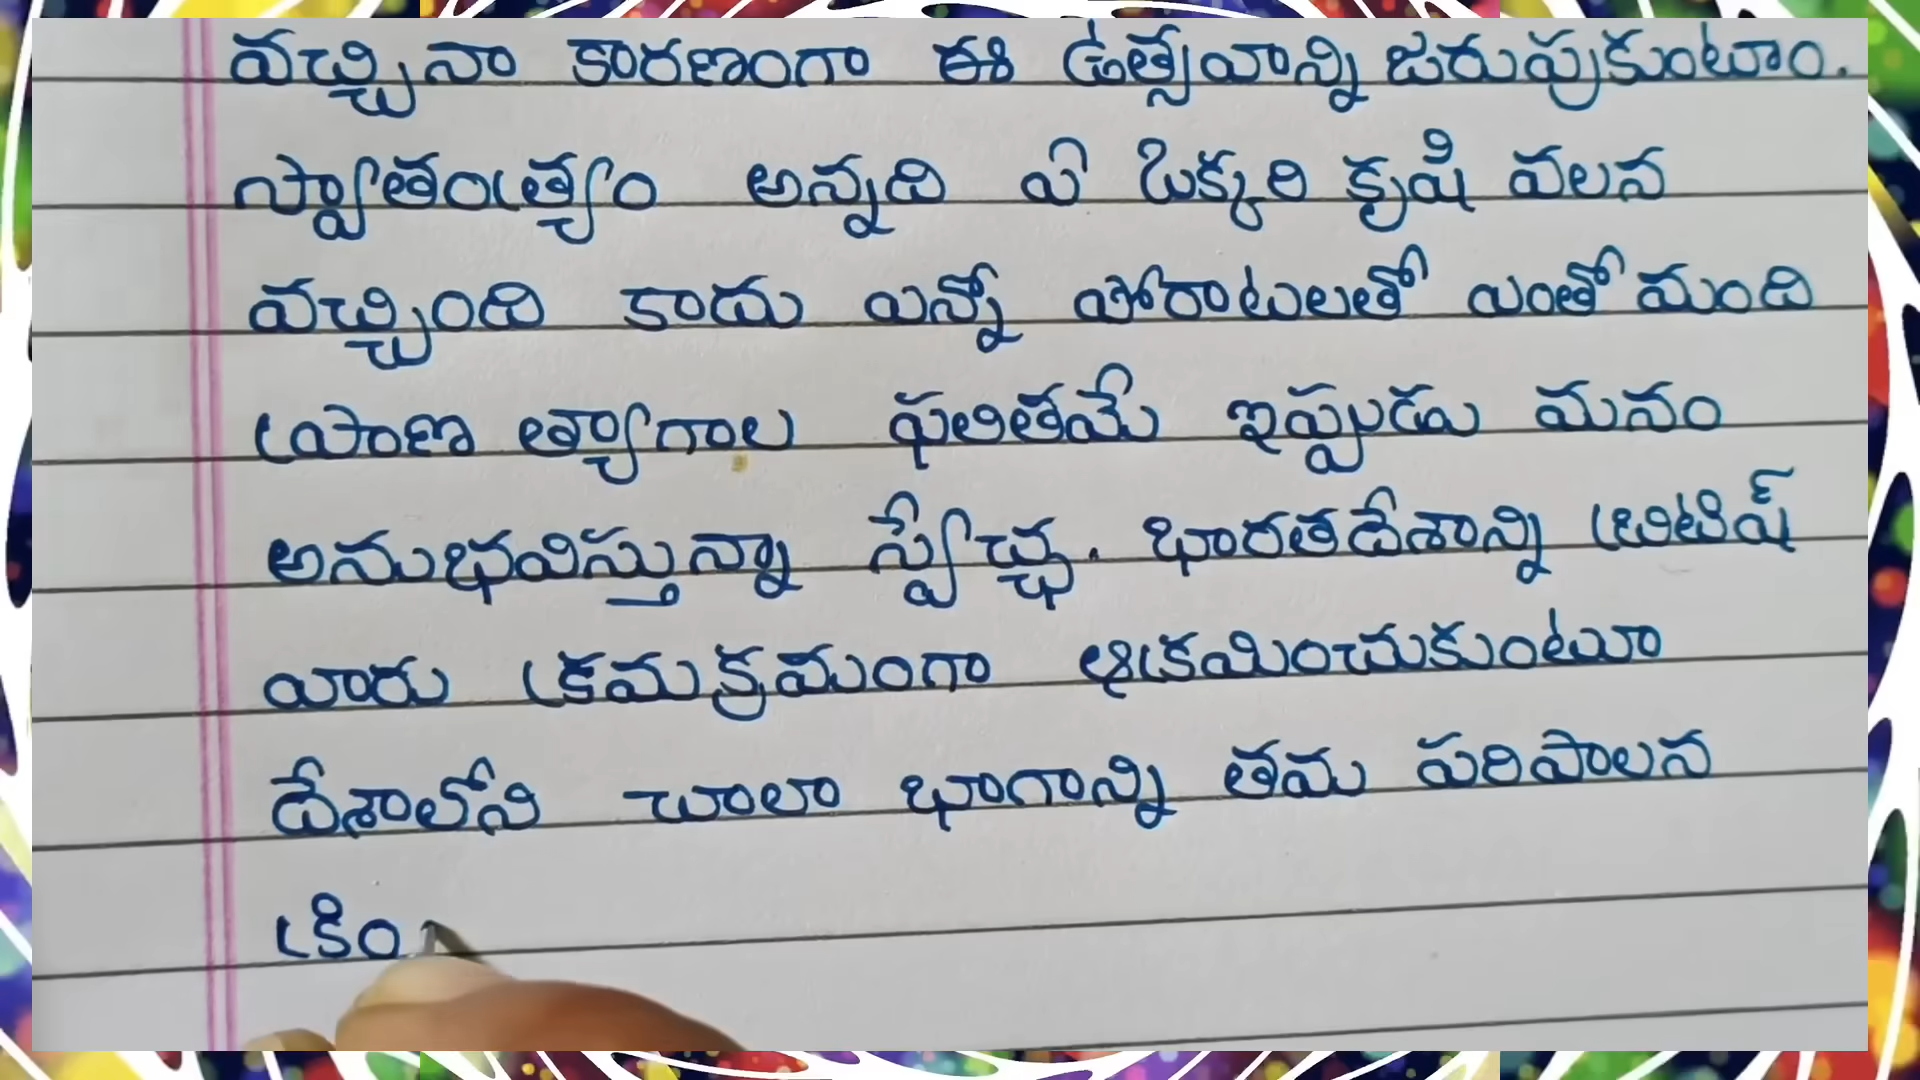 వచ్చినా కారణంగా ఈ ఉత్సవాన్ని జరుపుకుంటాం.
స్వాతంత్ర్యం అన్నది ఏ ఒక్కరి కృషి వలన
వచ్చింది కాదు ఎన్నో పోరాటలతో ఎంతో మంది
ప్రాణ త్యాగాల ఫలితమే ఇప్పుడు మనం
అనుభవిస్తున్నా స్వేచ్ఛ. భారతదేశాన్ని బ్రిటిష్
వారు క్రమక్రమంగా ఆక్రమించుకుంటూ
దేశాలోని చాలా భాగాన్ని తమ పరిపాలన
క్రిం